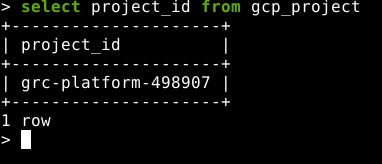 > select project_id from gcp_project
+---------------------+
| project_id          |
+---------------------+
| grc-platform-498907 |
+---------------------+
1 row
>